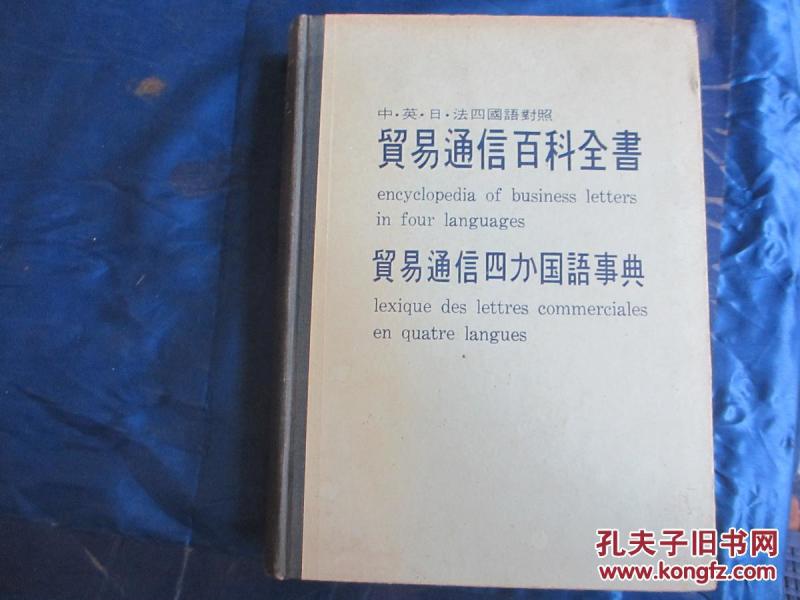 中·英·日·法四國語對照
貿易通信百科全書
encyclopedia of business letters
in four languages
貿易通信四か国語事典
lexique des lettres commerciales
en quatre langues
孔夫子旧书网
www.kongfz.com